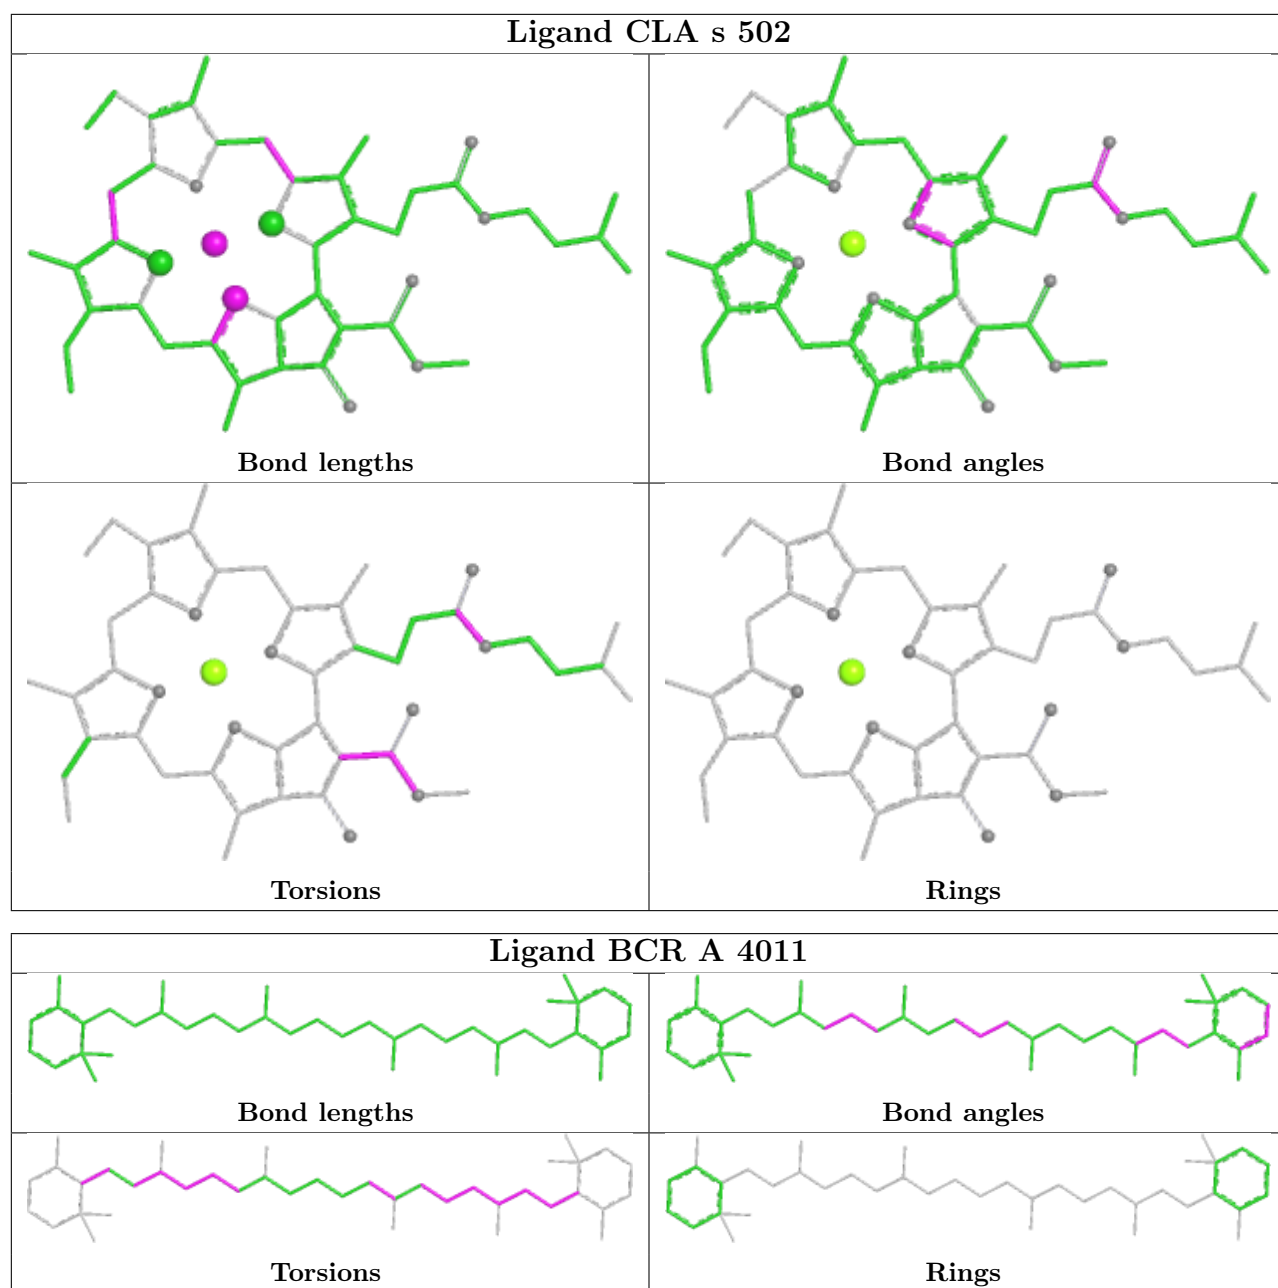 Ligand CLA s 502
Bond lengths
Bond angles
Torsions
Rings
Ligand BCR A 4011
Bond lengths
Bond angles
Torsions
Rings